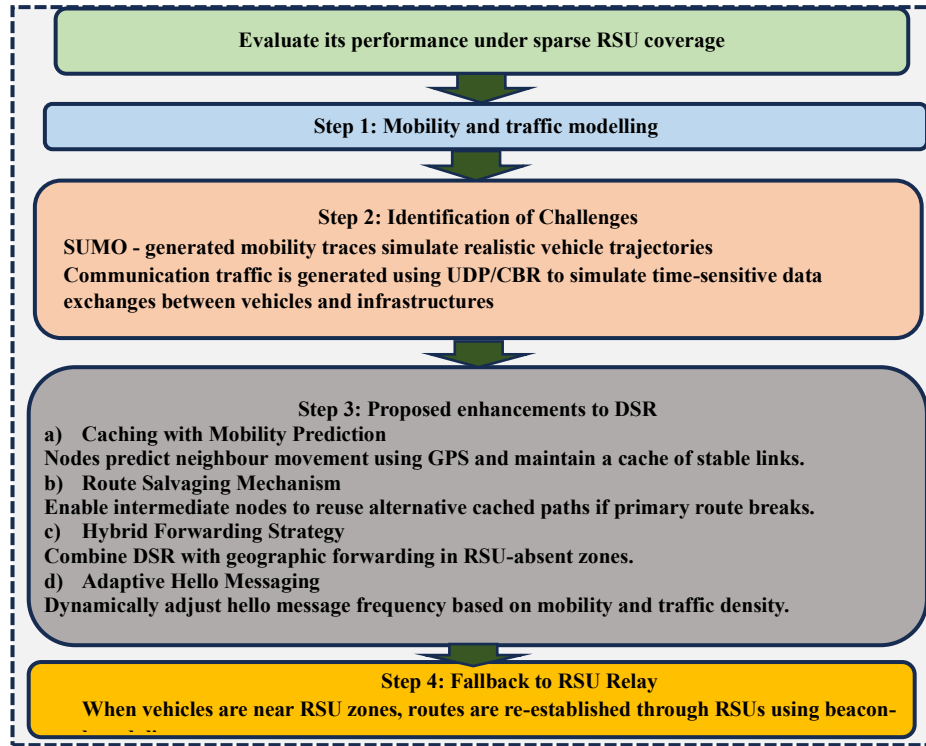 Evaluate its performance under sparse RSU coverage
Step 1: Mobility and traffic modelling
Step 2: Identification of Challenges
SUMO - generated mobility traces simulate realistic vehicle trajectories
Communication traffic is generated using UDP/CBR to simulate time-sensitive data
exchanges between vehicles and infrastructures
Step 3: Proposed enhancements to DSR
a) Caching with Mobility Prediction
Nodes predict neighbour movement using GPS and maintain a cache of stable links.
b) Route Salvaging Mechanism
Enable intermediate nodes to reuse alternative cached paths if primary route breaks.
c) Hybrid Forwarding Strategy
Combine DSR with geographic forwarding in RSU-absent zones.
d) Adaptive Hello Messaging
Dynamically adjust hello message frequency based on mobility and traffic density.
Step 4: Fallback to RSU Relay
When vehicles are near RSU zones, routes are re-established through RSUs using beacon-